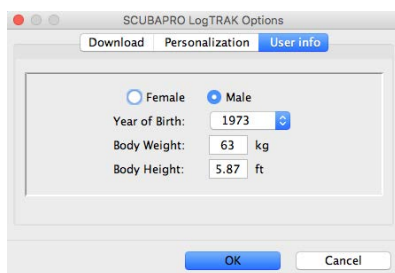 SCUBAPRO LogTRAK Options
Download Personalization User info
Female Male
Year of Birth: 1973
Body Weight: 63 kg
Body Height: 5.87 ft
OK Cancel